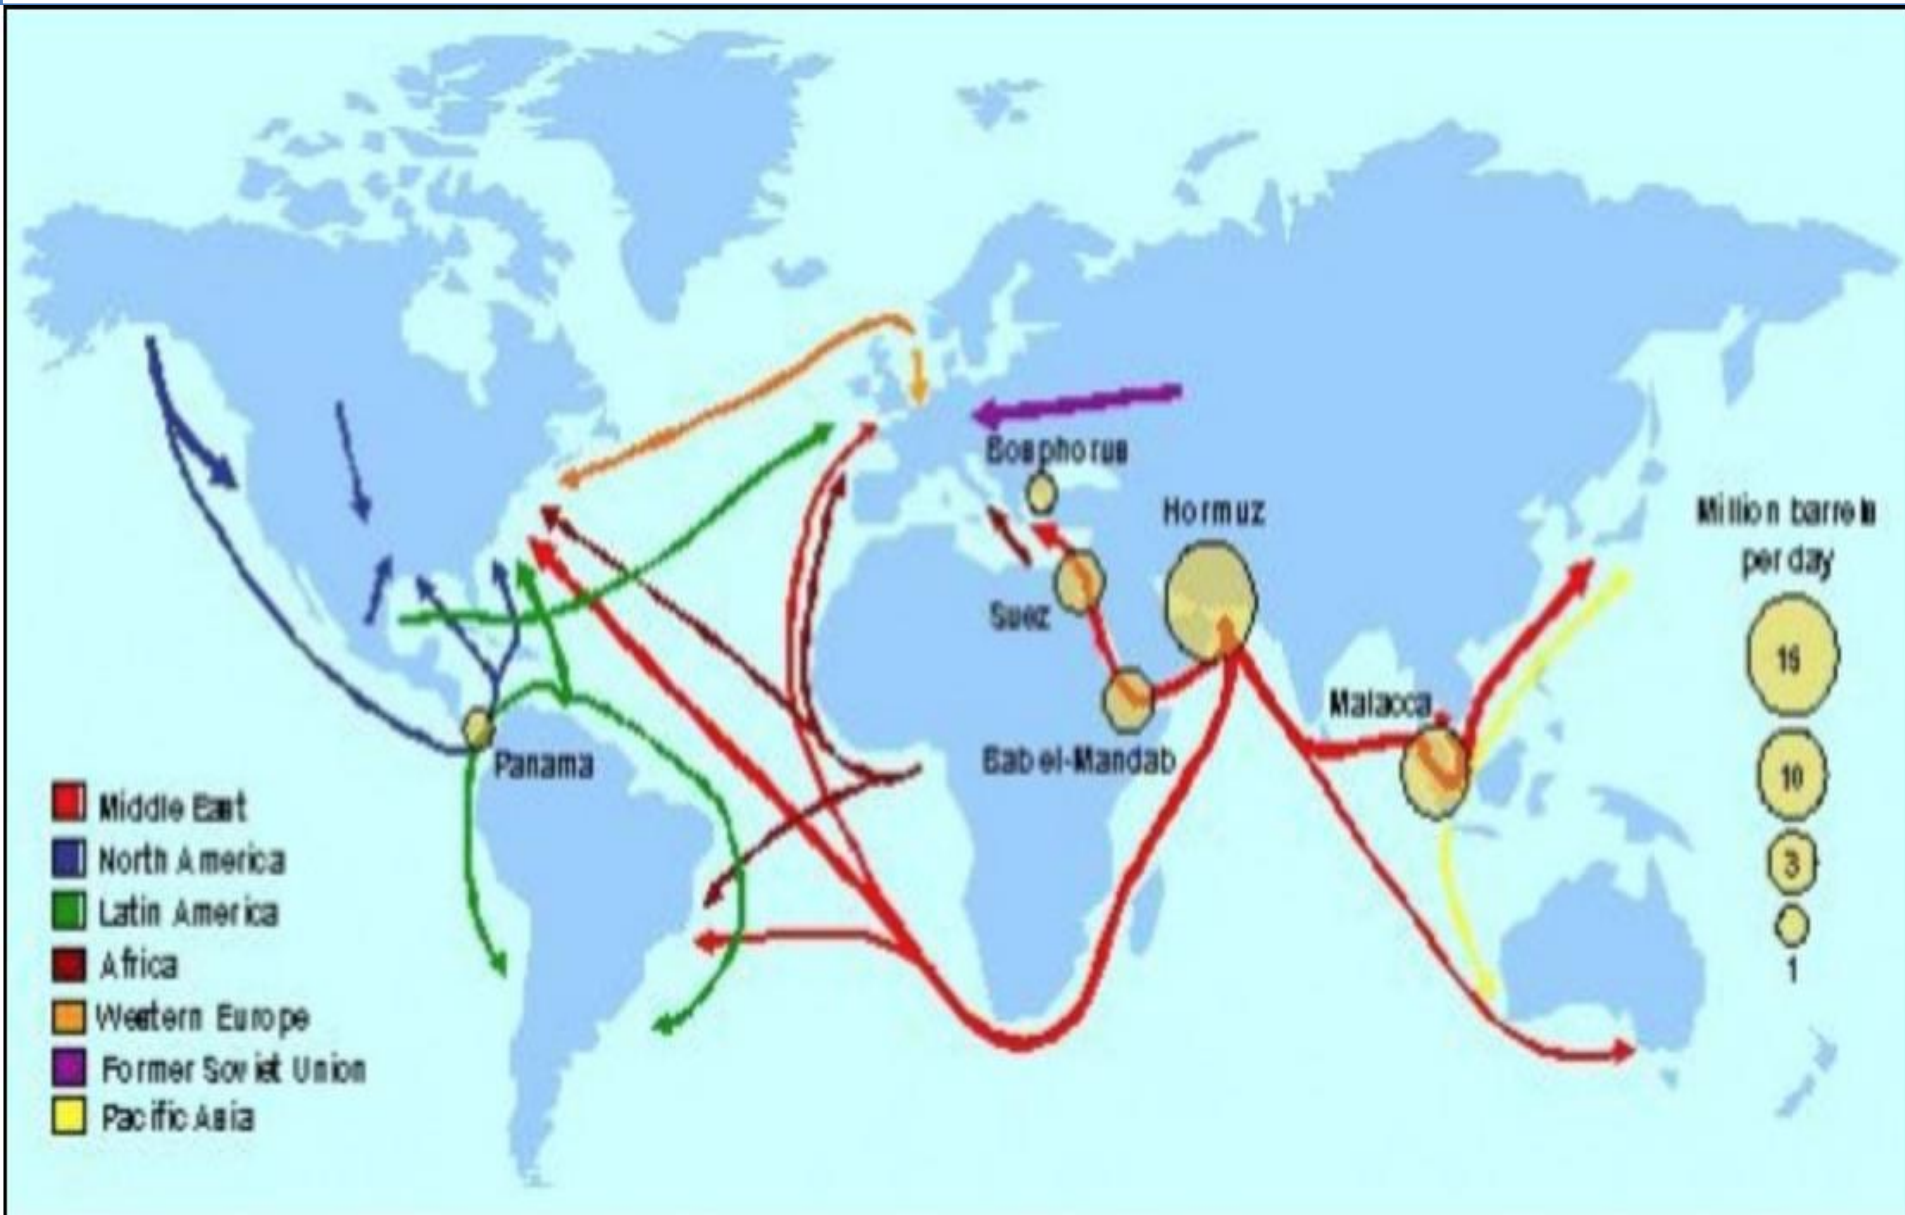 Bosphorus
Hormuz
Suez
Bab el-Mandab
Malacca
Panama
Million barrels
per day
15
10
3
1
Middle East
North America
Latin America
Africa
Western Europe
Former Soviet Union
Pacific Asia